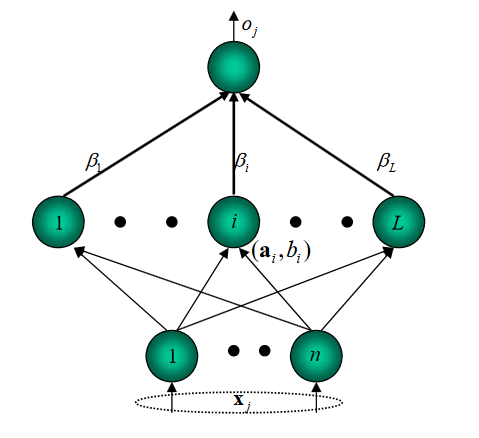 o_j
β_1 β_i β_L
1 i L
(a_i, b_i)
1 n
x_j